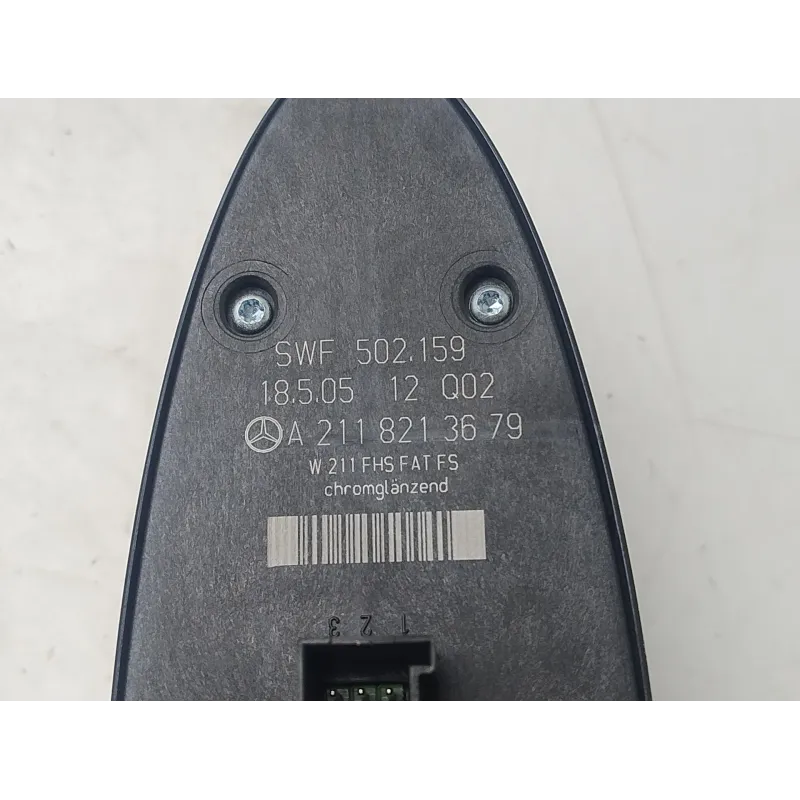 SWF 502.159
18.5.05 12 Q02
A 211 821 36 79
W 211 FHS FAT FS
chromglänzend
3 2 1